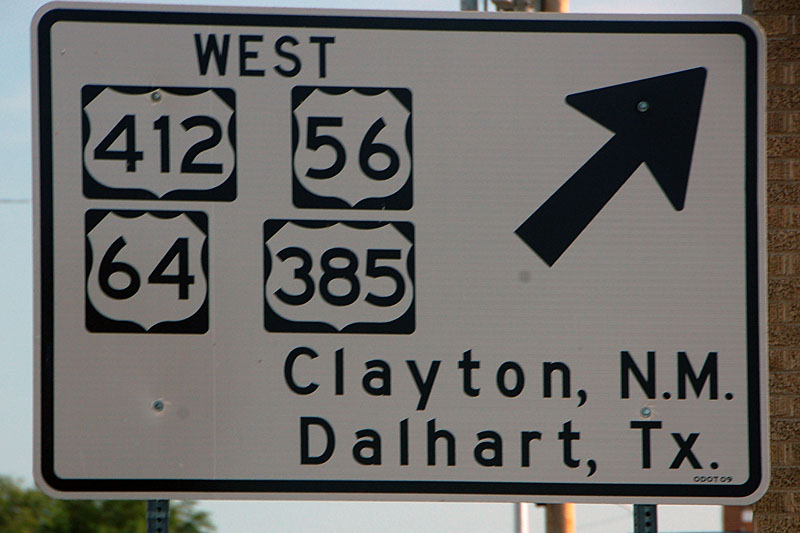 WEST
412 56
64 385
Clayton, N.M.
Dalhart, Tx.
ODOT 09